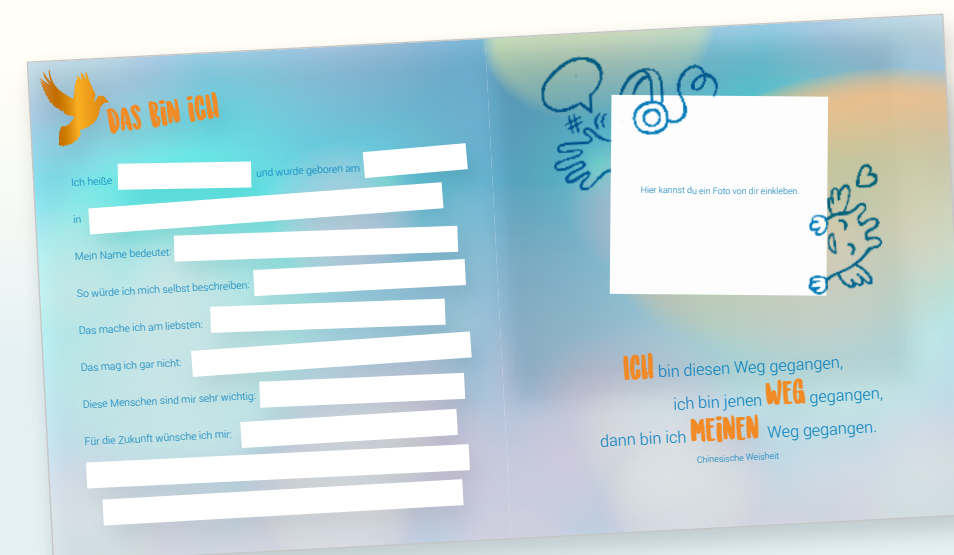 DAS BiN iCH
Ich heiße und wurde geboren am
in
Mein Name bedeutet:
So würde ich mich selbst beschreiben:
Das mache ich am liebsten:
Das mag ich gar nicht:
Diese Menschen sind mir sehr wichtig:
Für die Zukunft wünsche ich mir:
#
Hier kannst du ein Foto von dir einkleben.
ICH bin diesen Weg gegangen,
ich bin jenen WEG gegangen,
dann bin ich MEiNEN Weg gegangen.
Chinesische Weisheit